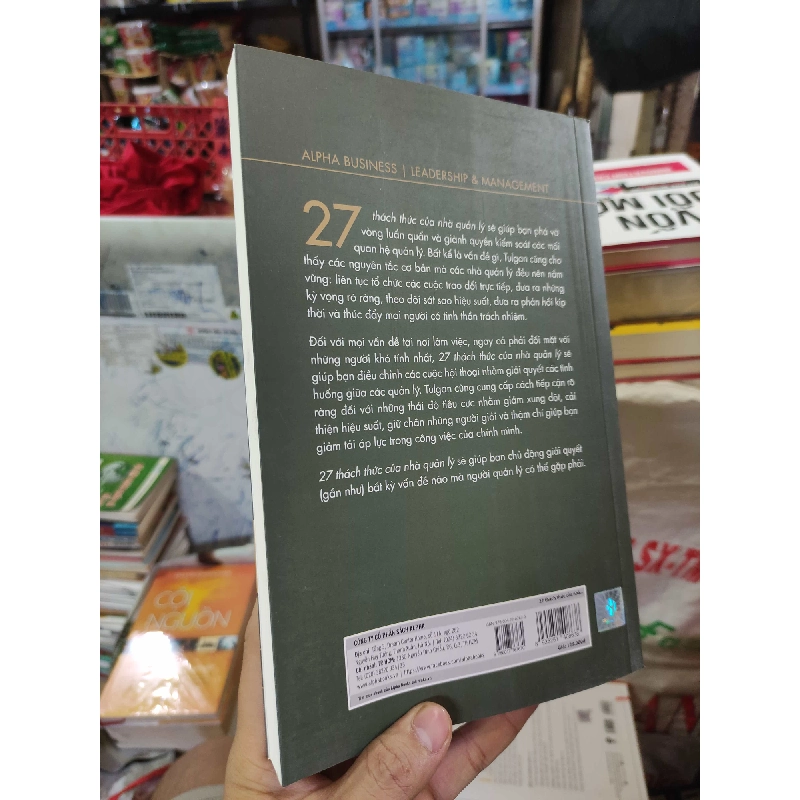 ALPHA BUSINESS | LEADERSHIP & MANAGEMENT
27 thách thức của nhà quản lý sẽ giúp bạn phá vỡ
vòng luẩn quẩn và giành quyền kiểm soát các mối
quan hệ quản lý. Bất kể là vấn đề gì, Tulgan cũng cho
thấy các nguyên tắc cơ bản mà các nhà quản lý đều nên nắm
vững: liên tục tổ chức các cuộc trao đổi trực tiếp, đưa ra những
kỳ vọng rõ ràng, theo dõi sát sao hiệu suất, đưa ra phản hồi kịp
thời và thúc đẩy mọi người có tinh thần trách nhiệm.
Đối với mọi vấn đề tại nơi làm việc, ngay cả phải đối mặt với
những người khó tính nhất, 27 thách thức của nhà quản lý sẽ
giúp bạn điều chỉnh các cuộc hội thoại nhằm giải quyết các tình
huống giữa các quản lý. Tulgan cũng cung cấp cách tiếp cận rõ
ràng đối với những thái độ tiêu cực nhằm giảm xung đột, cải
thiện hiệu suất, giữ chân những người giỏi và thậm chí giúp bạn
giảm tải áp lực trong công việc của chính mình.
27 thách thức của nhà quản lý sẽ giúp bạn chủ động giải quyết
(gần như) bất kỳ vấn đề nào mà người quản lý có thể gặp phải.
CÔNG TY CỔ PHẦN SÁCH ALPHA
CỘI
NGUỒN
VỐN
SX-TM